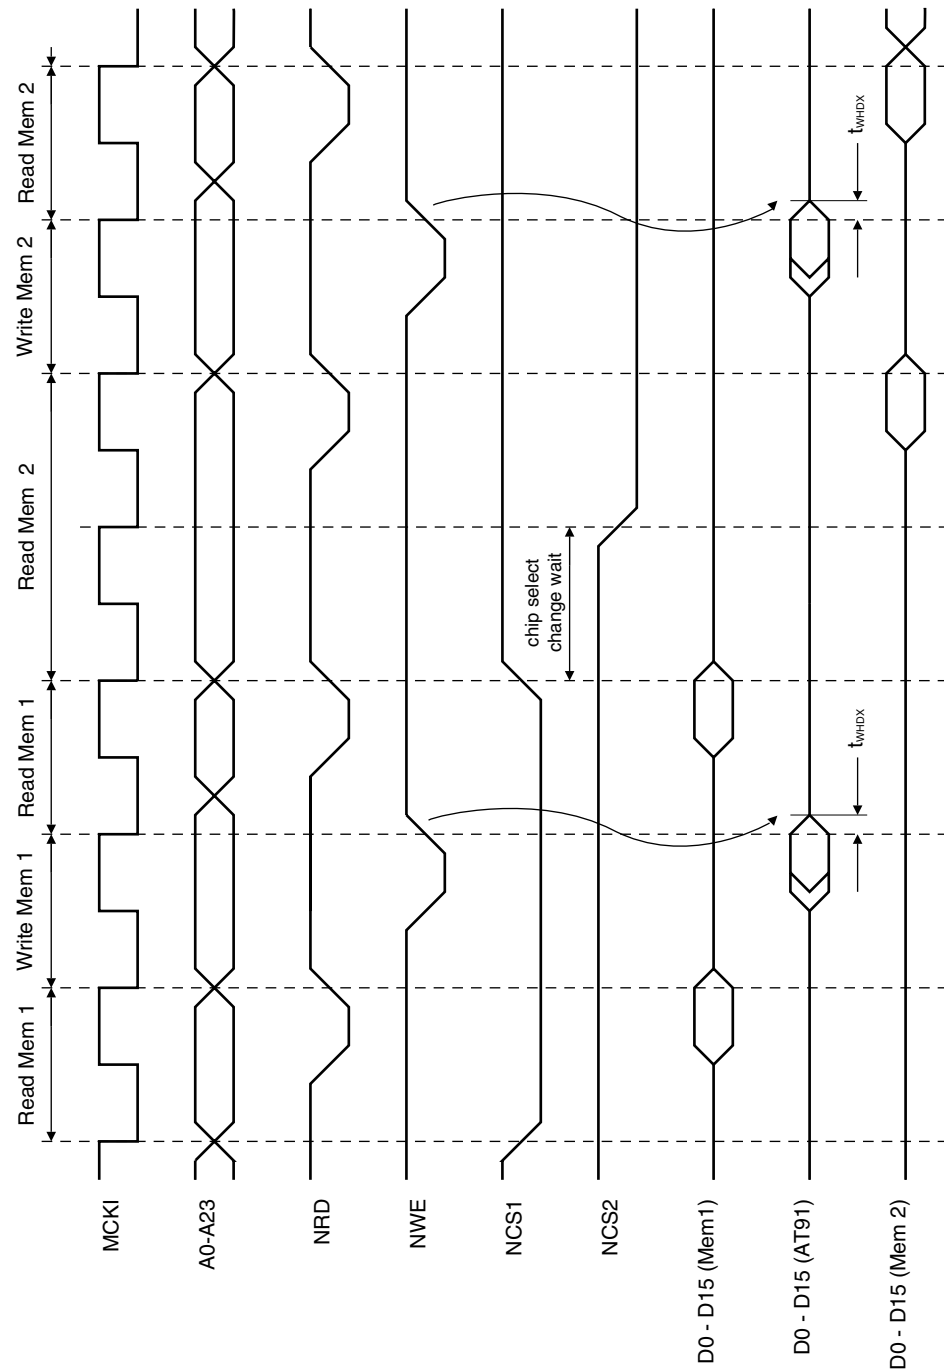 Read Mem 1
Write Mem 1
Read Mem 1
Read Mem 2
Write Mem 2
Read Mem 2
MCKI
A0-A23
NRD
NWE
NCS1
chip select
change wait
NCS2
D0 - D15 (Mem1)
D0 - D15 (AT91)
tWHDX
tWHDX
D0 - D15 (Mem 2)